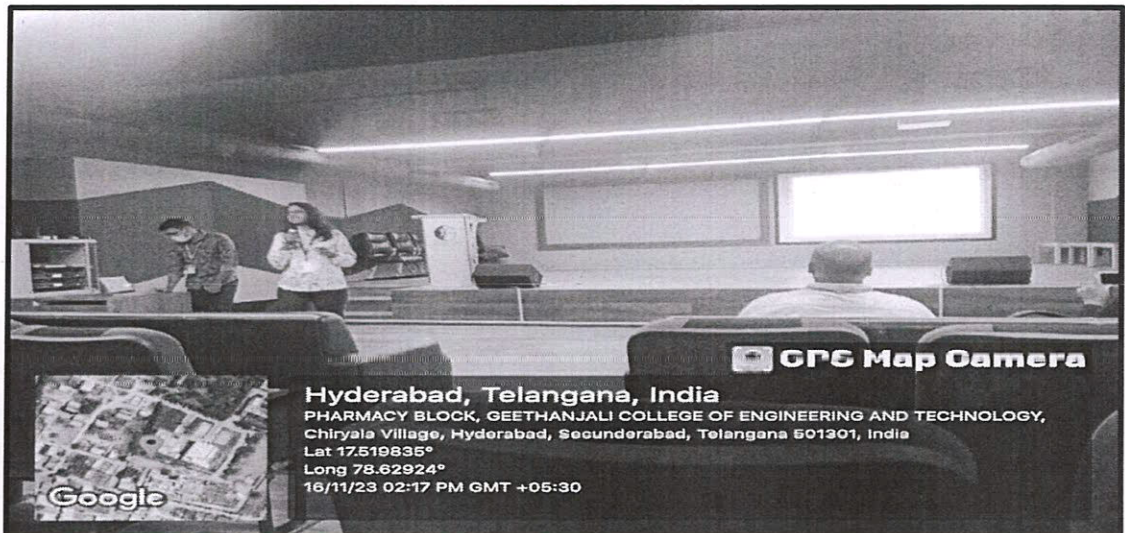 GPS Map Camera
Hyderabad, Telangana, India
PHARMACY BLOCK, GEETHANJALI COLLEGE OF ENGINEERING AND TECHNOLOGY,
Chiryala Village, Hyderabad, Secunderabad, Telangana 501301, India
Lat 17.519835°
Long 78.62924°
16/11/23 02:17 PM GMT +05:30
Google